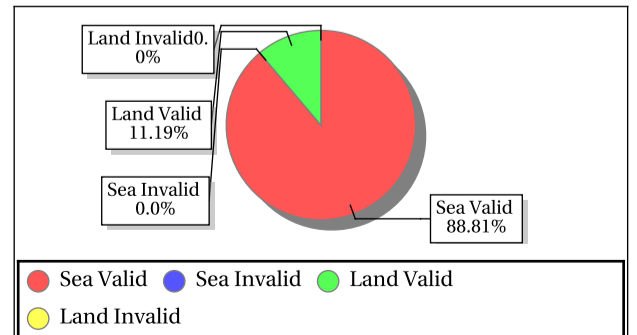 Land Invalid0.
0%
Land Valid
11.19%
Sea Invalid
0.0%
Sea Valid
88.81%
Sea Valid Sea Invalid Land Valid
Land Invalid